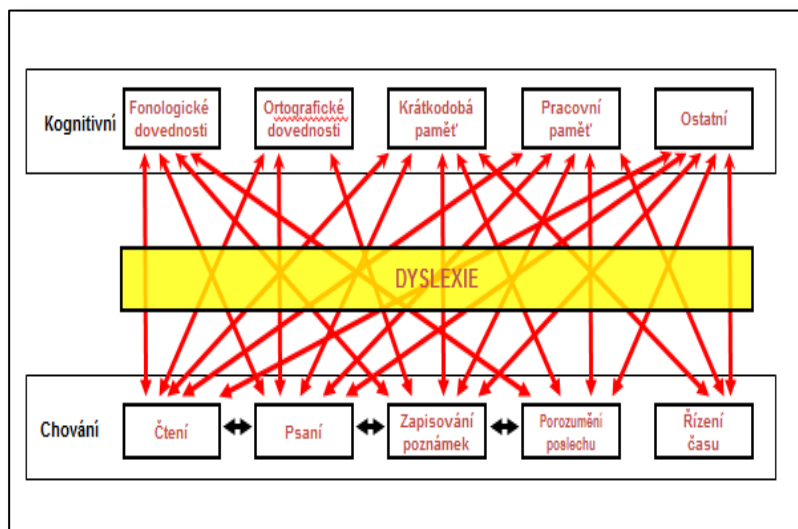 Kognitivní
Fonologické
dovednosti
Ortografické
dovednosti
Krátkodobá
paměť
Pracovní
paměť
Ostatní
DYSLEXIE
Chování
Čtení
Psaní
Zapisování
poznámek
Porozumění
poslechu
Řízení
času